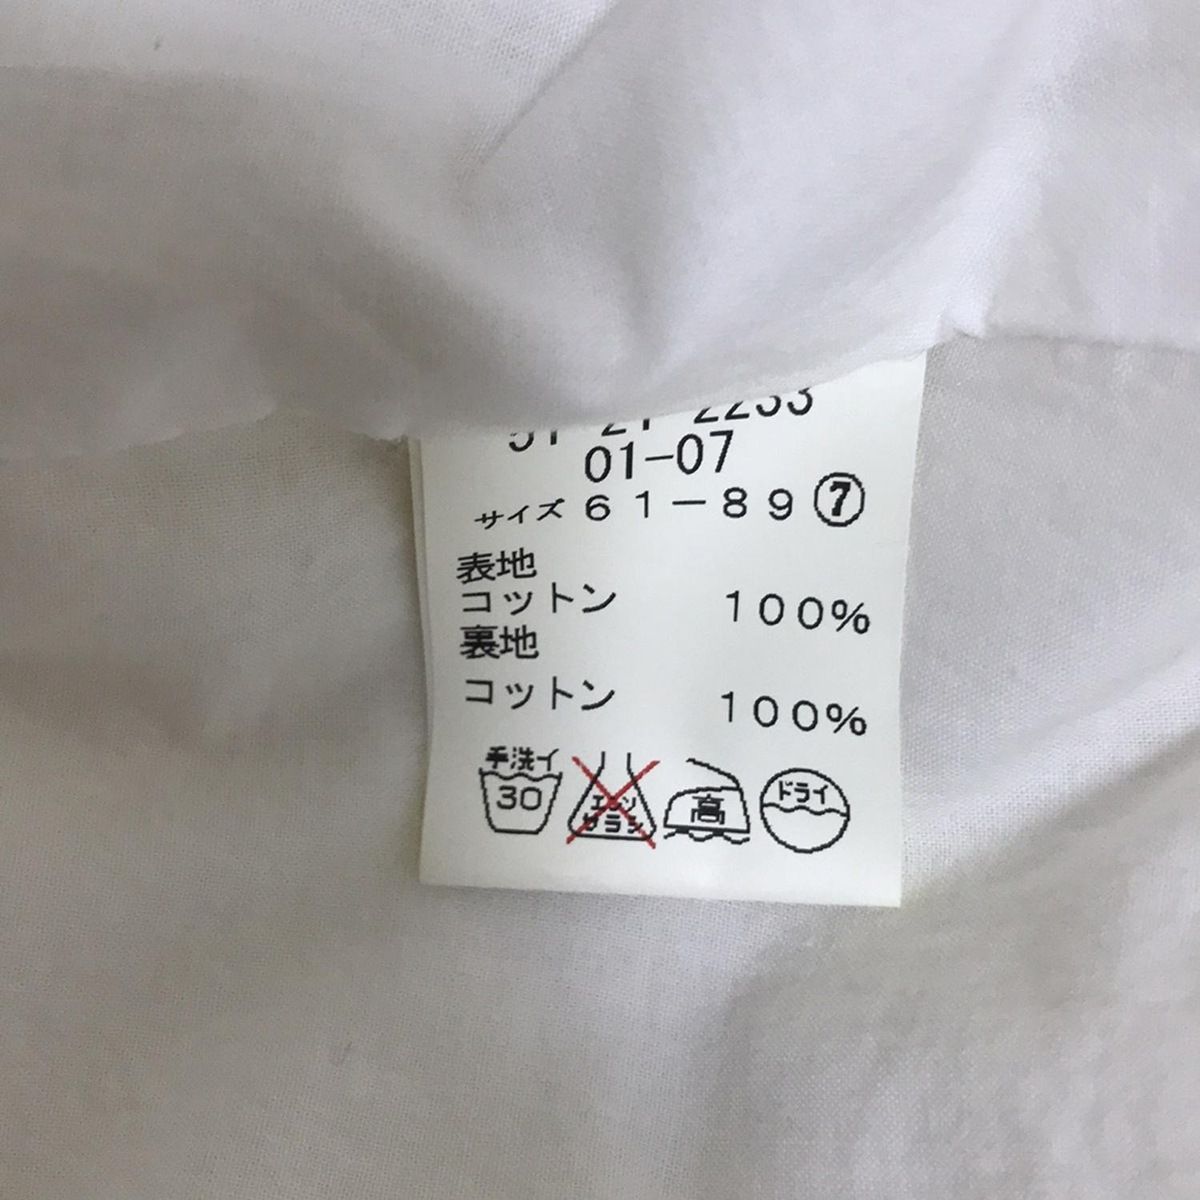 01-07
サイズ 61-89 ⑦
表地
コットン 100%
裏地
コットン 100%
手洗イ
30
エンソ
サラシ
高
ドライ